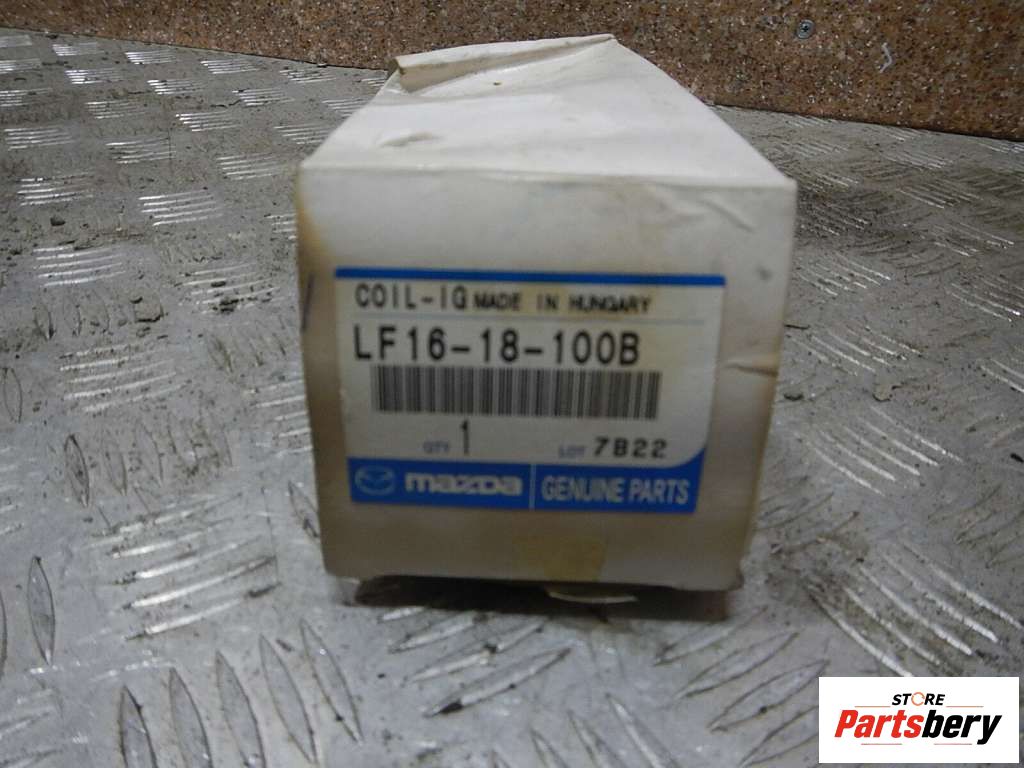 COIL-IG MADE IN HUNGARY
LF16-18-100B
QTY 1 LOT 7B22
mazda GENUINE PARTS
STORE
Partsbery